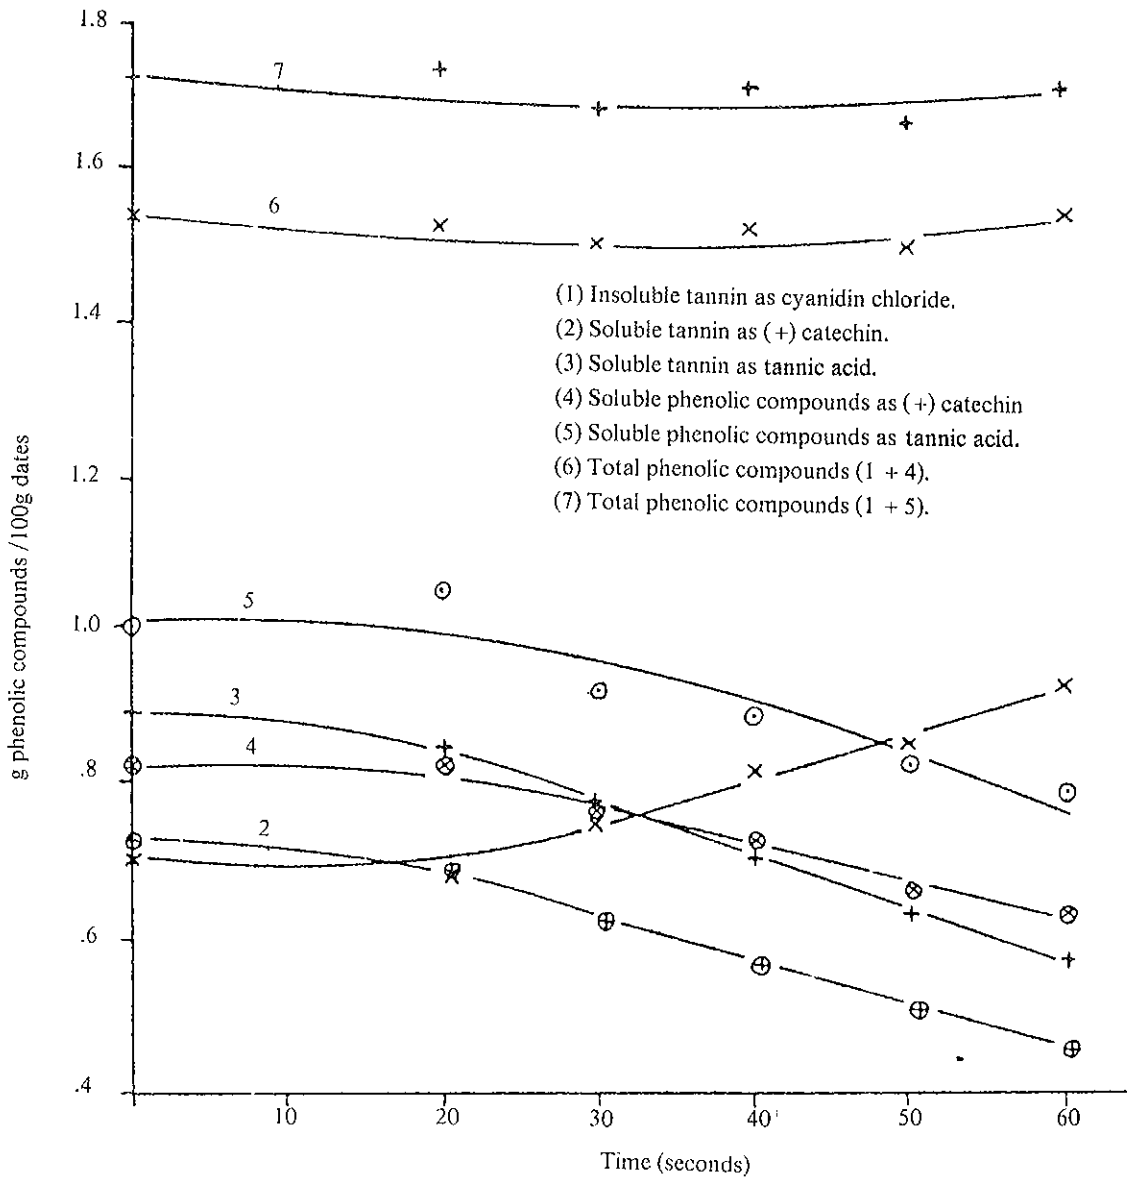 1.8
7
1.6
6
1.4
(1) Insoluble tannin as cyanidin chloride.
(2) Soluble tannin as (+) catechin.
(3) Soluble tannin as tannic acid.
(4) Soluble phenolic compounds as (+) catechin
(5) Soluble phenolic compounds as tannic acid.
(6) Total phenolic compounds (1 + 4).
(7) Total phenolic compounds (1 + 5).
1.2
g phenolic compounds /100g dates
5
1.0
3
4
.8
2
.6
.4
10 20 30 40 50 60
Time (seconds)